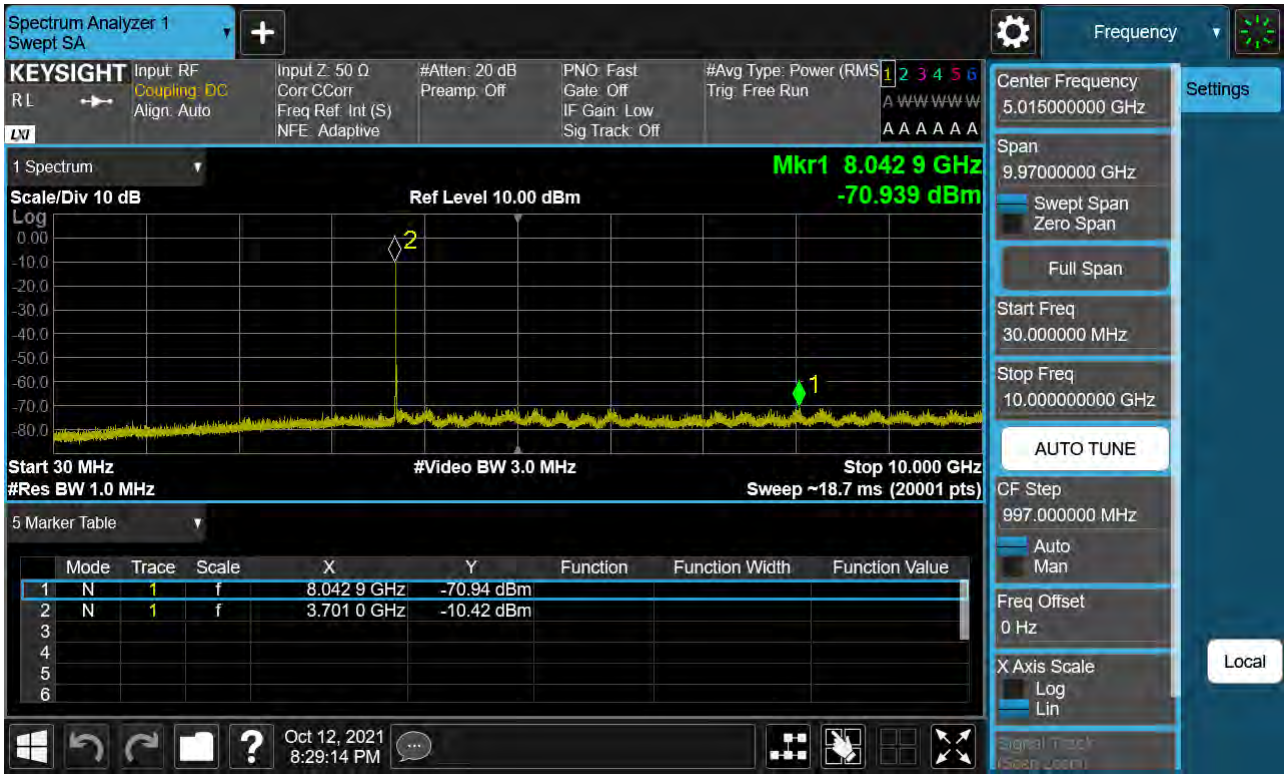 Spectrum Analyzer 1
Swept SA
+
Frequency
KEYSIGHT
RL
LXI
Input: RF
Coupling: DC
Align: Auto
Input Z: 50 Ω
Corr CCorr
Freq Ref: Int (S)
NFE: Adaptive
#Atten: 20 dB
Preamp: Off
PNO: Fast
Gate: Off
IF Gain: Low
Sig Track: Off
#Avg Type: Power (RMS
Trig: Free Run
1 2 3 4 5 6
A W W W W W
A A A A A A
1 Spectrum
Scale/Div 10 dB
Ref Level 10.00 dBm
Mkr1 8.042 9 GHz
-70.939 dBm
Log
0.00
-10.0
-20.0
-30.0
-40.0
-50.0
-60.0
-70.0
-80.0
2
1
Start 30 MHz
#Video BW 3.0 MHz
Stop 10.000 GHz
#Res BW 1.0 MHz
Sweep ~18.7 ms (20001 pts)
5 Marker Table
Mode Trace Scale X Y Function Function Width Function Value
1 N 1 f 8.042 9 GHz -70.94 dBm
2 N 1 f 3.701 0 GHz -10.42 dBm
3
4
5
6
Oct 12, 2021
8:29:14 PM
?
Center Frequency
5.015000000 GHz
Settings
Span
9.97000000 GHz
Swept Span
Zero Span
Full Span
Start Freq
30.000000 MHz
Stop Freq
10.000000000 GHz
AUTO TUNE
CF Step
997.000000 MHz
Auto
Man
Freq Offset
0 Hz
X Axis Scale
Log
Lin
Local
Signal Track
(Span Zoom)